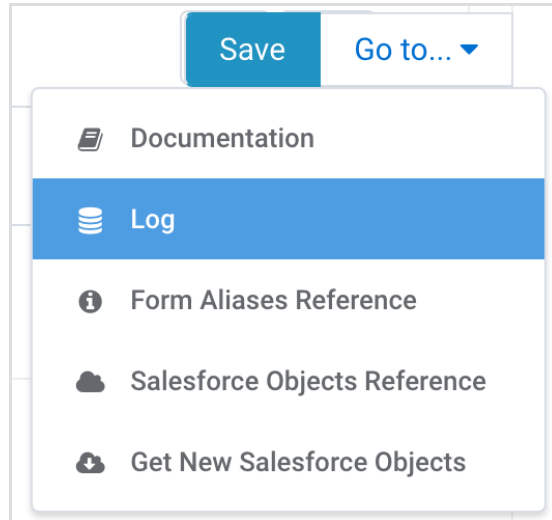 Save Go to...
Documentation
Log
Form Aliases Reference
Salesforce Objects Reference
Get New Salesforce Objects